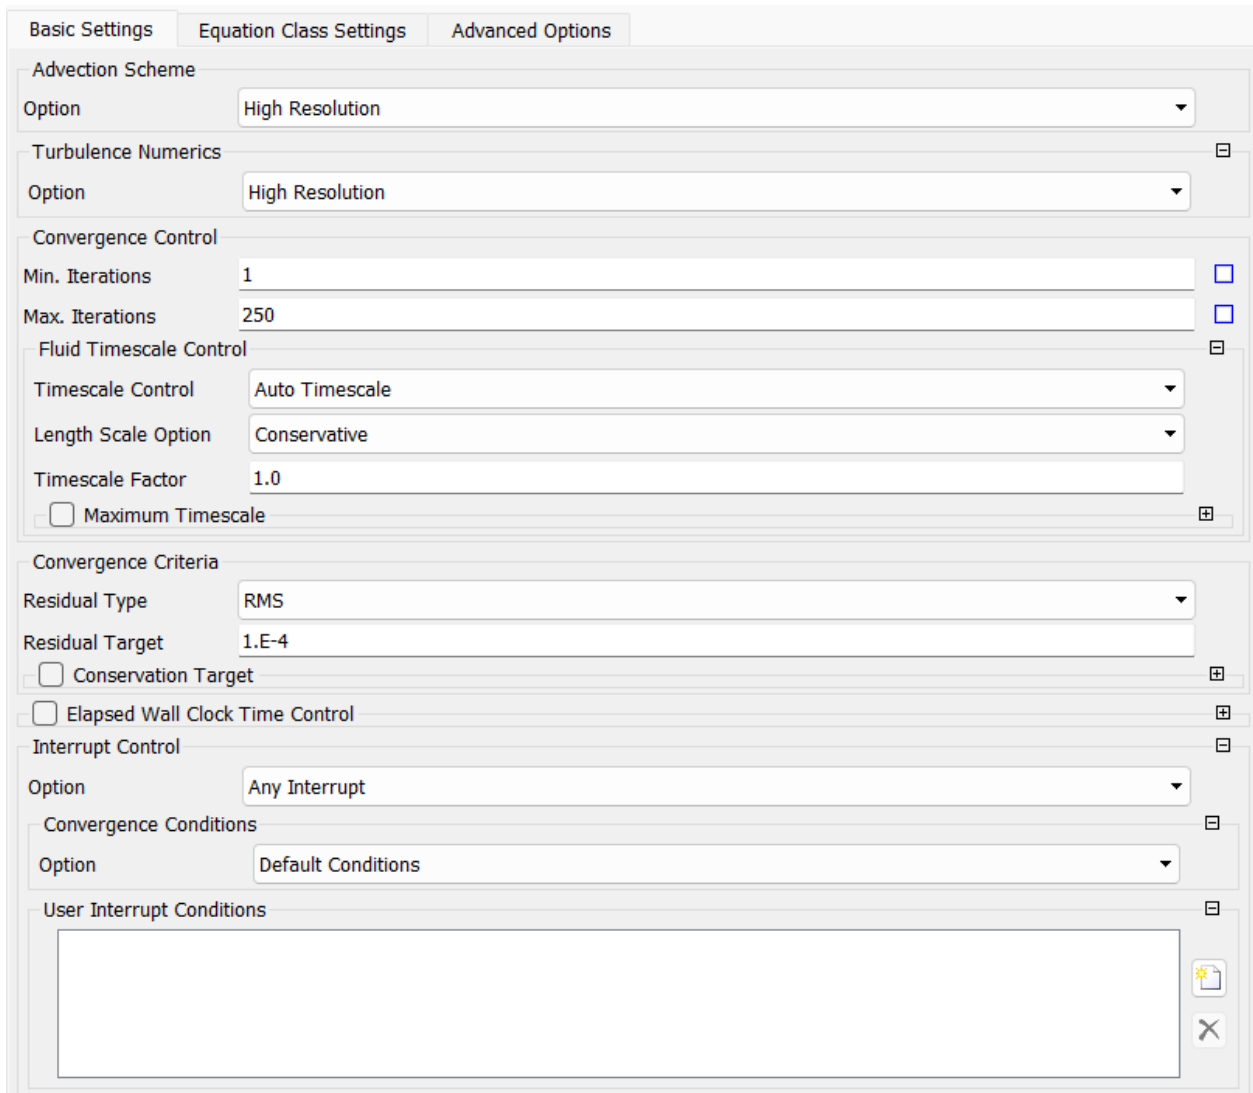 Basic Settings Equation Class Settings Advanced Options
Advection Scheme
Option High Resolution
Turbulence Numerics
Option High Resolution
Convergence Control
Min. Iterations 1
Max. Iterations 250
Fluid Timescale Control
Timescale Control Auto Timescale
Length Scale Option Conservative
Timescale Factor 1.0
Maximum Timescale
Convergence Criteria
Residual Type RMS
Residual Target 1.E-4
Conservation Target
Elapsed Wall Clock Time Control
Interrupt Control
Option Any Interrupt
Convergence Conditions
Option Default Conditions
User Interrupt Conditions